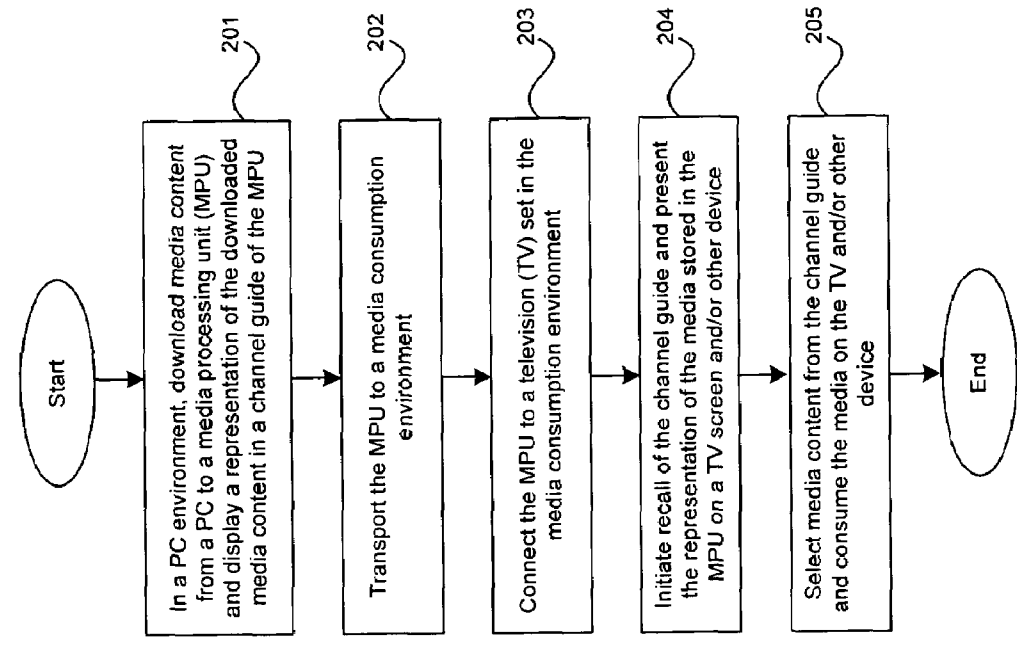 Start
In a PC environment, download media content
from a PC to a media processing unit (MPU)
and display a representation of the downloaded
media content in a channel guide of the MPU
201
Transport the MPU to a media consumption
environment
202
Connect the MPU to a television (TV) set in the
media consumption environment
203
Initiate recall of the channel guide and present
the representation of the media stored in the
MPU on a TV screen and/or other device
204
Select media content from the channel guide
and consume the media on the TV and/or other
device
205
End